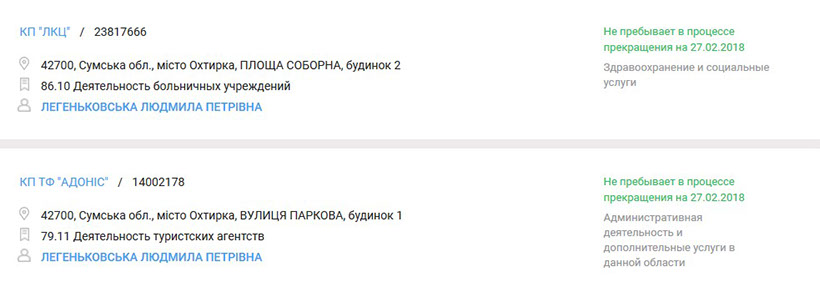 КП "ЛКЦ" / 23817666
42700, Сумська обл., місто Охтирка, ПЛОЩА СОБОРНА, будинок 2
86.10 Деятельность больничных учреждений
ЛЕГЕНЬКОВСЬКА ЛЮДМИЛА ПЕТРІВНА
Не пребывает в процессе
прекращения на 27.02.2018
Здравоохранение и социальные
услуги
КП ТФ "АДОНІС" / 14002178
42700, Сумська обл., місто Охтирка, ВУЛИЦЯ ПАРКОВА, будинок 1
79.11 Деятельность туристских агентств
ЛЕГЕНЬКОВСЬКА ЛЮДМИЛА ПЕТРІВНА
Не пребывает в процессе
прекращения на 27.02.2018
Административная
деятельность и
дополнительные услуги в
данной области